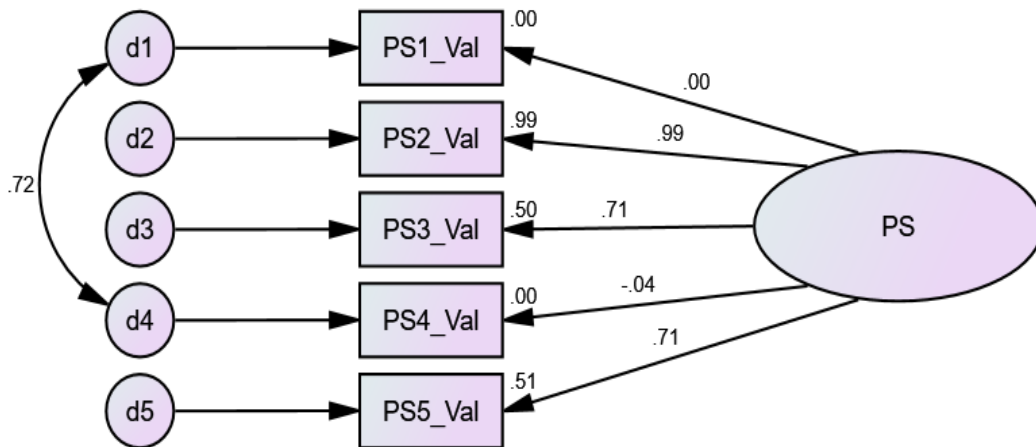 .00
d1
PS1_Val
.00
.99
.99
d2
PS2_Val
.72
.50
.71
d3
PS3_Val
PS
.00
-.04
d4
PS4_Val
.71
.51
d5
PS5_Val